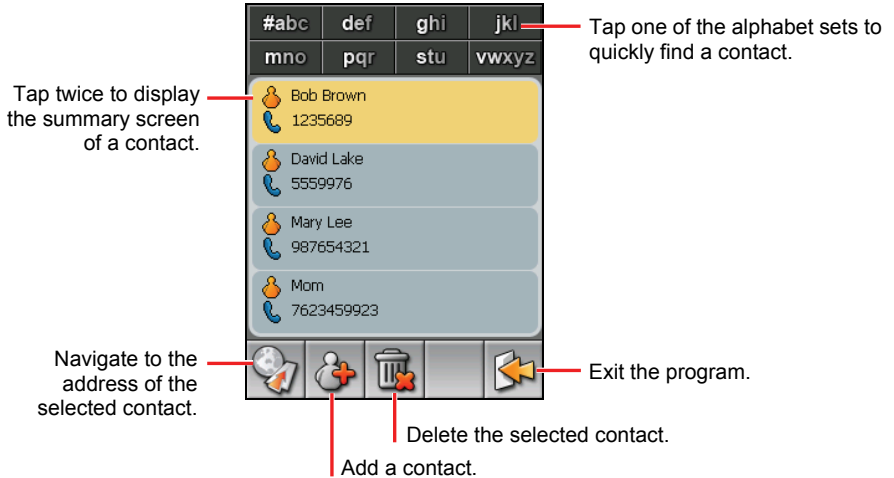 #abc def ghi jkl
mno pqr stu vwxyz
Tap one of the alphabet sets to
quickly find a contact.
Tap twice to display
the summary screen
of a contact.
Bob Brown
1235689
David Lake
5559976
Mary Lee
987654321
Mom
7623459923
Navigate to the
address of the
selected contact.
Exit the program.
Delete the selected contact.
Add a contact.